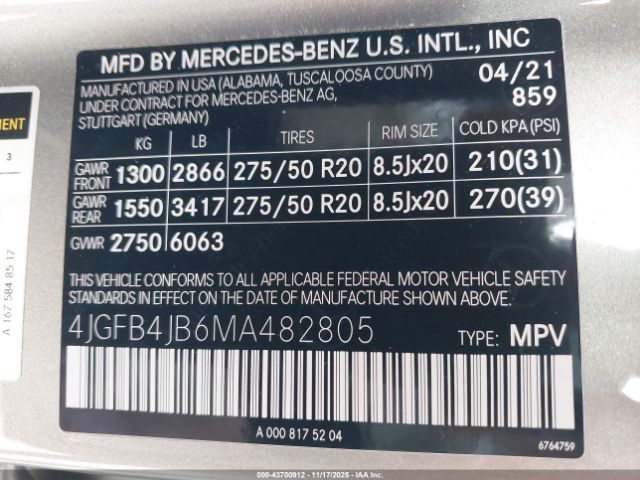 MFD BY MERCEDES-BENZ U.S. INTL., INC
MANUFACTURED IN USA (ALABAMA, TUSCALOOSA COUNTY) 04/21
UNDER CONTRACT FOR MERCEDES-BENZ AG, 859
STUTTGART (GERMANY)
KG LB TIRES RIM SIZE COLD KPA (PSI)
GAWR FRONT 1300 2866 275/50 R20 8.5Jx20 210(31)
GAWR REAR 1550 3417 275/50 R20 8.5Jx20 270(39)
GVWR 2750 6063
THIS VEHICLE CONFORMS TO ALL APPLICABLE FEDERAL MOTOR VEHICLE SAFETY
STANDARDS IN EFFECT ON THE DATE OF MANUFACTURE SHOWN ABOVE.
4JGFB4JB6MA482805 TYPE: MPV
A 000 817 52 04
6764759
3
A 167 584 85 17
000-43700912 - 11/17/2025 - IAAI.COM